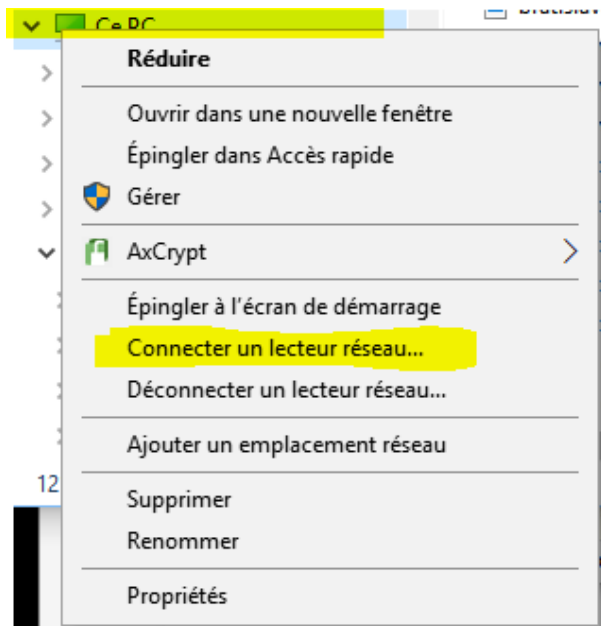 Ce PC
Réduire
Ouvrir dans une nouvelle fenêtre
Épingler dans Accès rapide
Gérer
AxCrypt
Épingler à l'écran de démarrage
Connecter un lecteur réseau...
Déconnecter un lecteur réseau...
Ajouter un emplacement réseau
12
Supprimer
Renommer
Propriétés